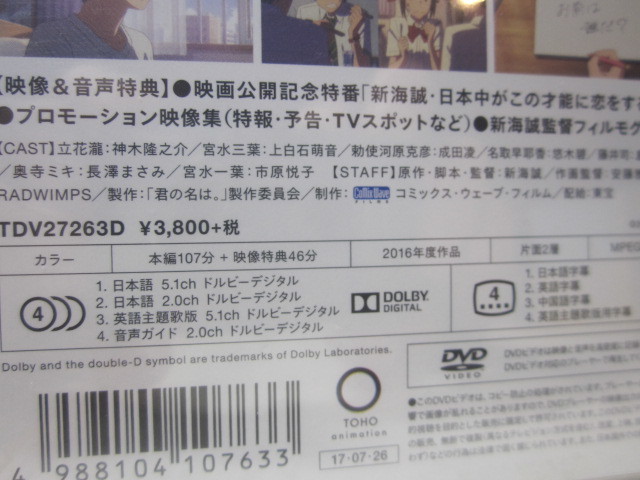 お前は
誰だ?
【映像&音声特典】●映画公開記念特番「新海誠・日本中がこの才能に恋をす
●プロモーション映像集(特報・予告・TVスポットなど)●新海誠監督フィルモグ
【CAST】立花瀧:神木隆之介/宮水三葉:上白石萌音/勅使河原克彦:成田凌/名取早耶香:悠木碧/藤井司:
/奥寺ミキ:長澤まさみ/宮水一葉:市原悦子 【STAFF】原作・脚本・監督:新海誠/作画監督:安藤雅
RADWIMPS/製作:「君の名は。」製作委員会/制作:CoMix Wave FILMS コミックス・ウェーブ・フィルム/配給:東宝
TDV27263D ¥3,800+税
カラー 本編107分+映像特典46分 2016年度作品 片面2層 MPEG
4
1. 日本語 5.1ch ドルビーデジタル
2. 日本語 2.0ch ドルビーデジタル
3. 英語主題歌版 5.1ch ドルビーデジタル
4. 音声ガイド 2.0ch ドルビーデジタル
DOLBY
DIGITAL
4
1. 日本語字幕
2. 英語字幕
3. 中国語字幕
4. 英語主題歌版用字幕
Dolby and the double-D symbol are trademarks of Dolby Laboratories.
DVD
VIDEO
TOHO
animation
17・07・26
4 988104 107633